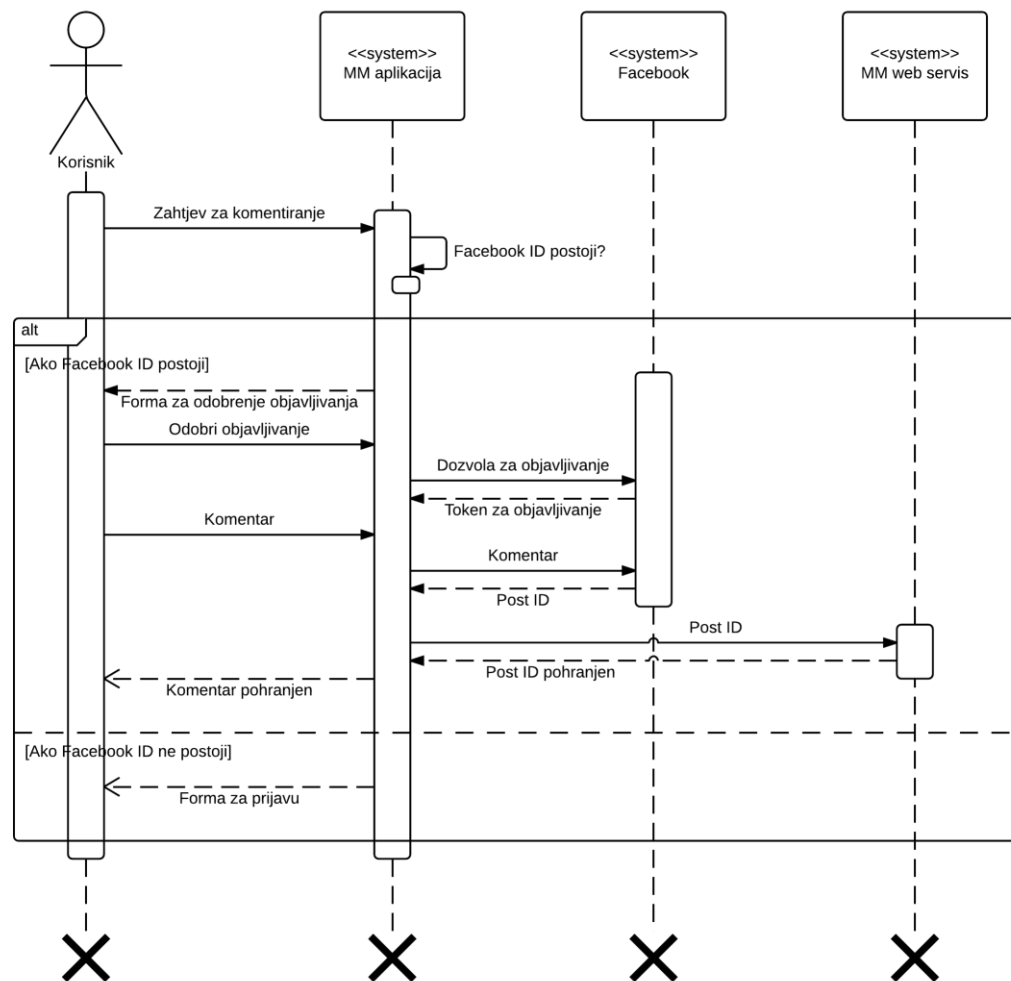 <<system>>
MM aplikacija
<<system>>
Facebook
<<system>>
MM web servis
Korisnik
Zahtjev za komentiranje
Facebook ID postoji?
alt
[Ako Facebook ID postoji]
Forma za odobrenje objavljivanja
Odobri objavljivanje
Dozvola za objavljivanje
Token za objavljivanje
Komentar
Komentar
Post ID
Post ID
Post ID pohranjen
Komentar pohranjen
[Ako Facebook ID ne postoji]
Forma za prijavu